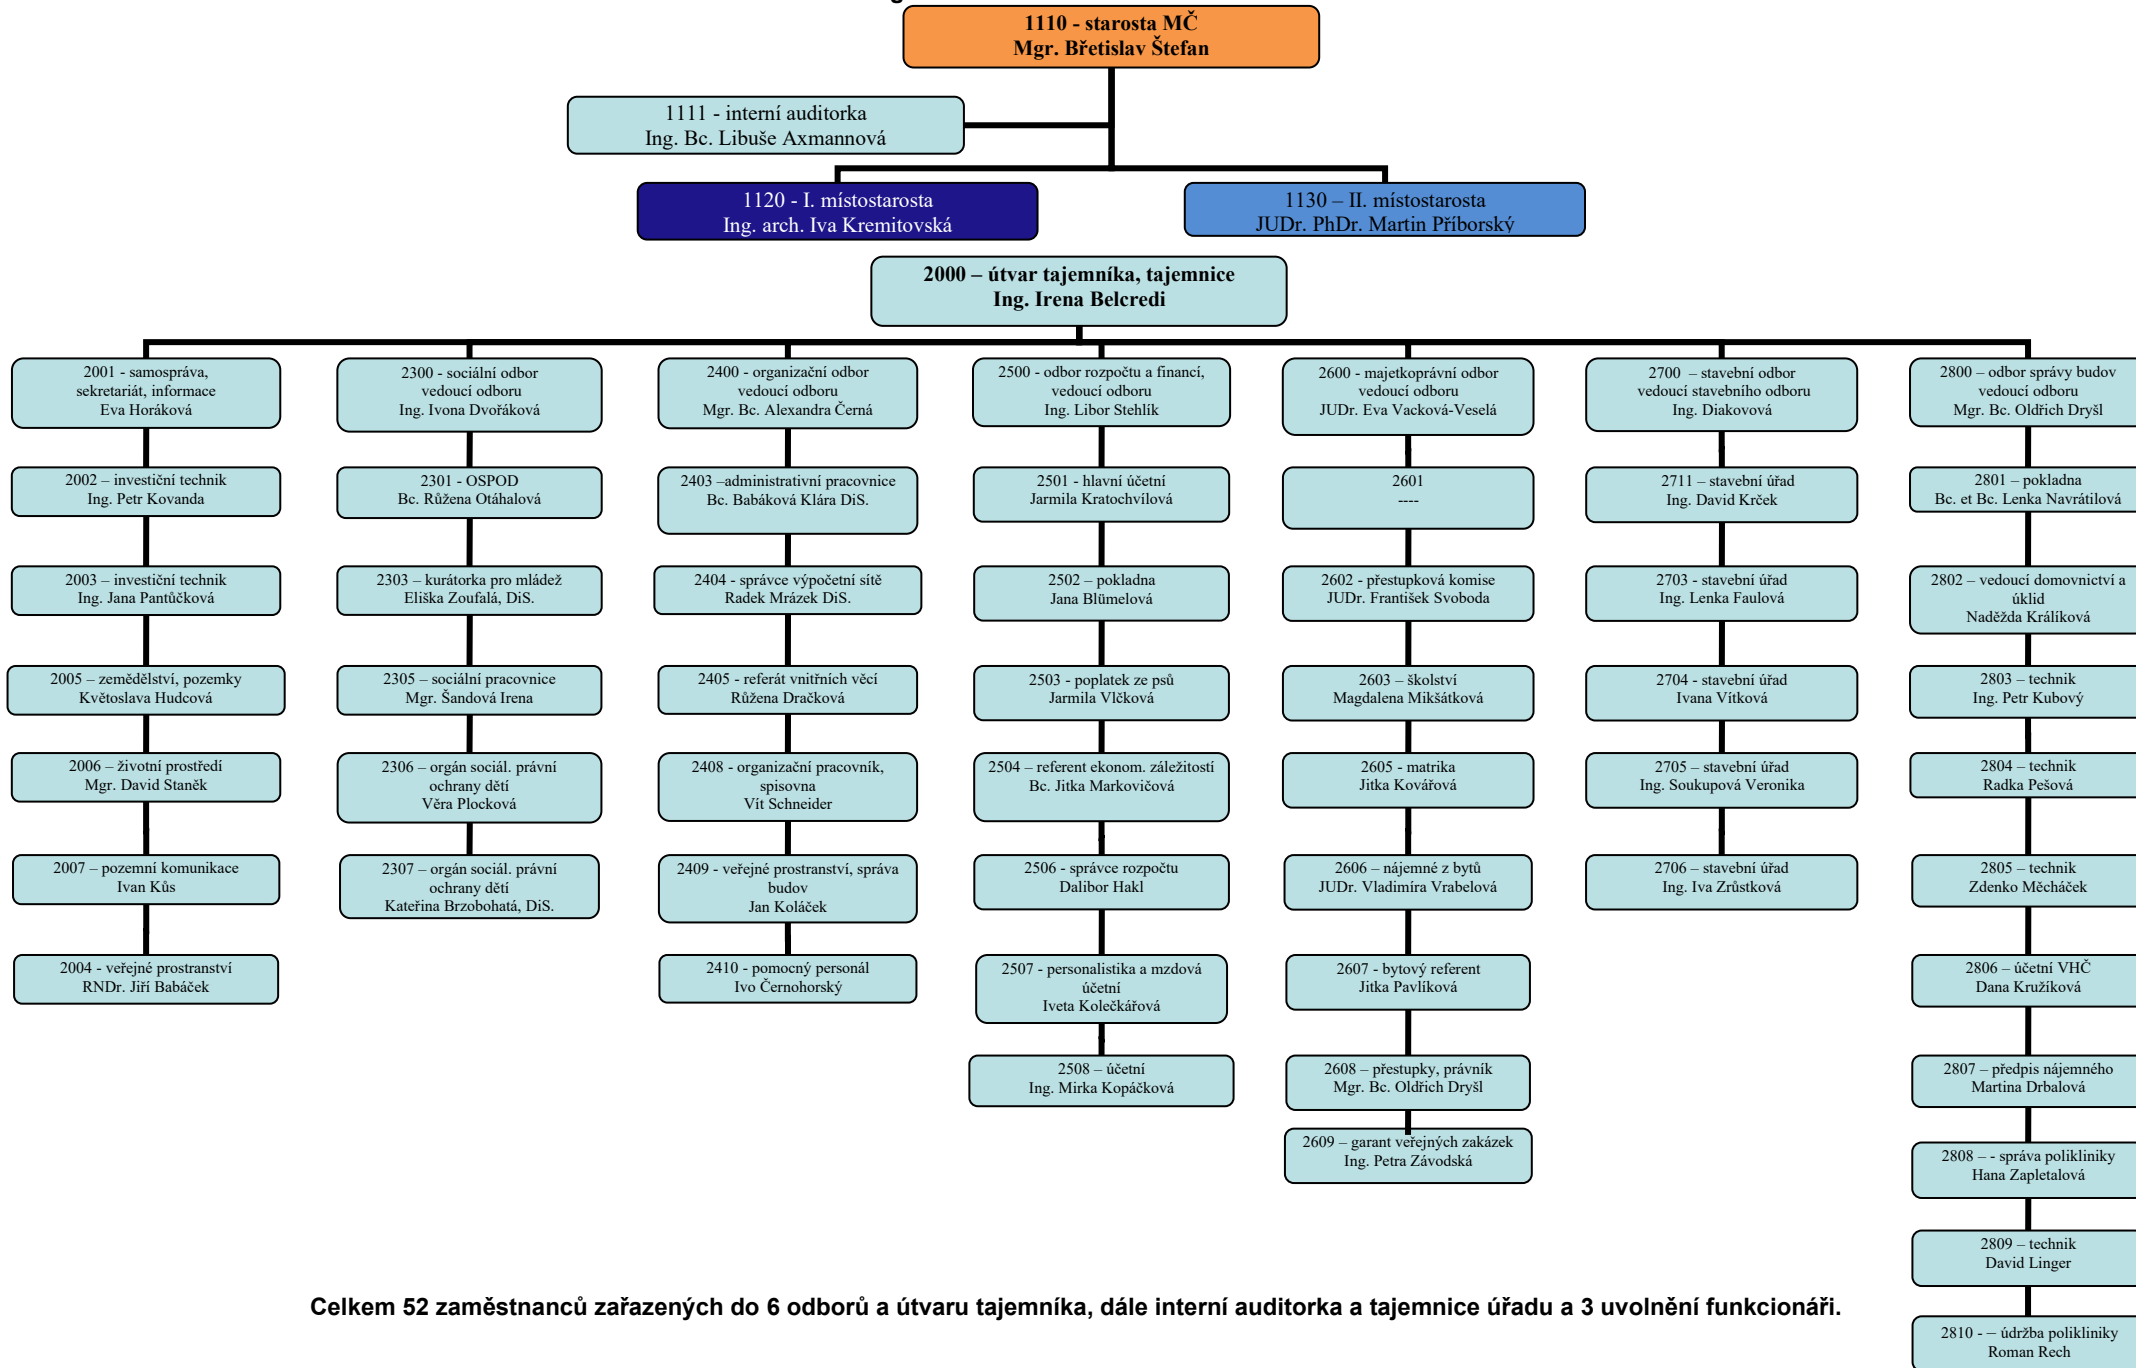 1110 - starosta MČ
Mgr. Břetislav Štefan
1111 - interní auditorka
Ing. Bc. Libuše Axmannová
1120 - I. místostarosta
Ing. arch. Iva Kremitovská
1130 – II. místostarosta
JUDr. PhDr. Martin Příborský
2000 – útvar tajemníka, tajemnice
Ing. Irena Belcredi
2001 - samospráva,
sekretariát, informace
Eva Horáková
2002 – investiční technik
Ing. Petr Kovanda
2003 – investiční technik
Ing. Jana Pantůčková
2005 – zemědělství, pozemky
Květoslava Hudcová
2006 – životní prostředí
Mgr. David Staněk
2007 – pozemní komunikace
Ivan Kůs
2004 - veřejné prostranství
RNDr. Jiří Babáček
2300 - sociální odbor
vedoucí odboru
Ing. Ivona Dvořáková
2301 - OSPOD
Bc. Růžena Otáhalová
2303 – kurátorka pro mládež
Eliška Zoufalá, DiS.
2305 – sociální pracovnice
Mgr. Šandová Irena
2306 – orgán sociál. právní
ochrany dětí
Věra Plocková
2307 – orgán sociál. právní
ochrany dětí
Kateřina Brzobohatá, DiS.
2400 - organizační odbor
vedoucí odboru
Mgr. Bc. Alexandra Černá
2403 –administrativní pracovnice
Bc. Babáková Klára DiS.
2404 - správce výpočetní sítě
Radek Mrázek DiS.
2405 - referát vnitřních věcí
Růžena Dračková
2408 - organizační pracovník,
spisovna
Vít Schneider
2409 – veřejné prostranství, správa
budov
Jan Koláček
2410 - pomocný personál
Ivo Černohorský
2500 - odbor rozpočtu a financí,
vedoucí odboru
Ing. Libor Stehlík
2501 - hlavní účetní
Jarmila Kratochvílová
2502 – pokladna
Jana Blümelová
2503 - poplatek ze psů
Jarmila Vlčková
2504 – referent ekonom. záležitostí
Bc. Jitka Markovičová
2506 - správce rozpočtu
Dalibor Hakl
2507 - personalistika a mzdová
účetní
Iveta Kolečkářová
2508 – účetní
Ing. Mirka Kopáčková
2600 - majetkoprávní odbor
vedoucí odboru
JUDr. Eva Vacková-Veselá
2601
----
2602 - přestupková komise
JUDr. František Svoboda
2603 – školství
Magdalena Mikšátková
2605 - matrika
Jitka Kovářová
2606 – nájemné z bytů
JUDr. Vladimíra Vrabelová
2607 - bytový referent
Jitka Pavlíková
2608 – přestupky, právník
Mgr. Bc. Oldřich Dryšl
2609 – garant veřejných zakázek
Ing. Petra Závodská
2700 – stavební odbor
vedoucí stavebního odboru
Ing. Diakovová
2711 – stavební úřad
Ing. David Krček
2703 - stavební úřad
Ing. Lenka Faulová
2704 - stavební úřad
Ivana Vítková
2705 – stavební úřad
Ing. Soukupová Veronika
2706 – stavební úřad
Ing. Iva Zrůstková
2800 – odbor správy budov
vedoucí odboru
Mgr. Bc. Oldřich Dryšl
2801 – pokladna
Bc. et Bc. Lenka Navrátilová
2802 – vedoucí domovnictví a
úklid
Naděžda Králíková
2803 – technik
Ing. Petr Kubový
2804 – technik
Radka Pešová
2805 – technik
Zdenko Měcháček
2806 – účetní VHČ
Dana Kružíková
2807 – předpis nájemného
Martina Drbalová
2808 – - správa polikliniky
Hana Zapletalová
2809 – technik
David Linger
2810 - – údržba polikliniky
Roman Rech
Celkem 52 zaměstnanců zařazených do 6 odborů a útvaru tajemníka, dále interní auditorka a tajemnice úřadu a 3 uvolnění funkcionáři.